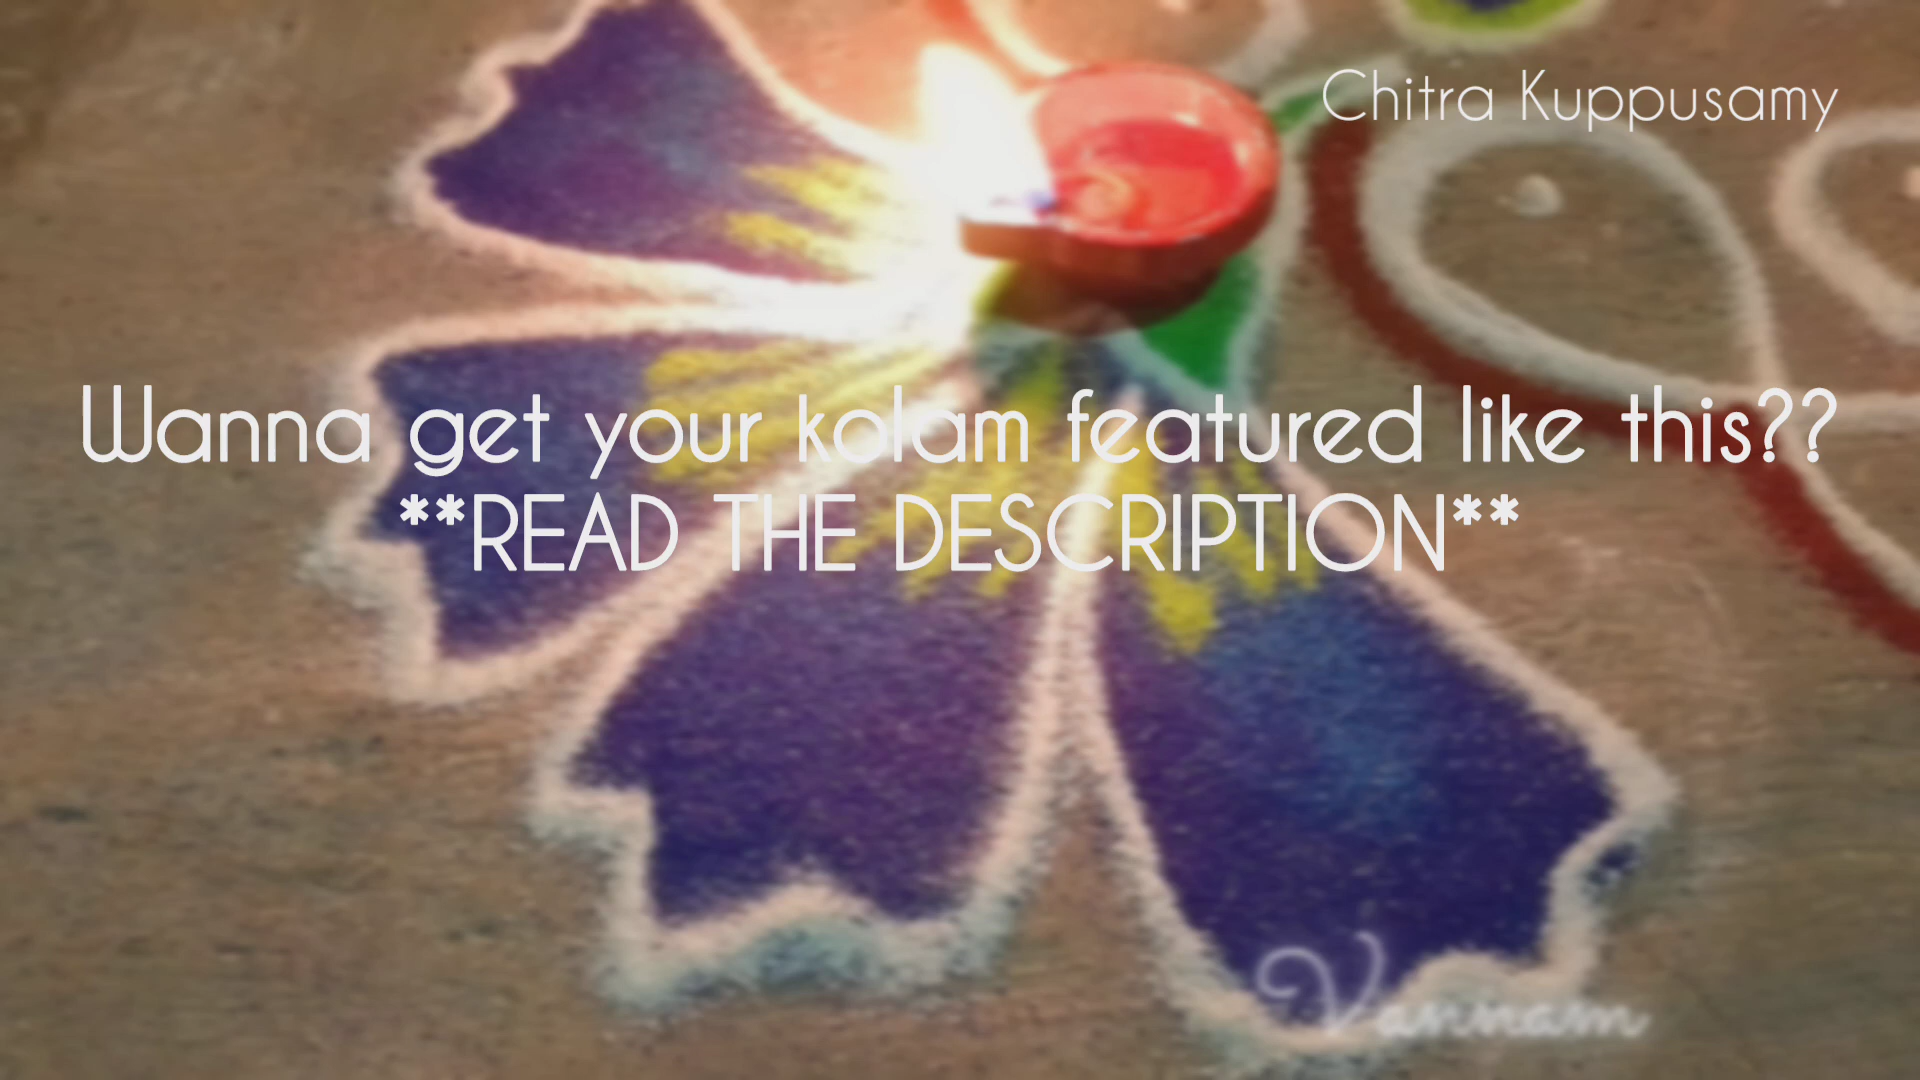 Chitra Kuppusamy
Wanna get your kolam featured like this??
**READ THE DESCRIPTION**
Vannam